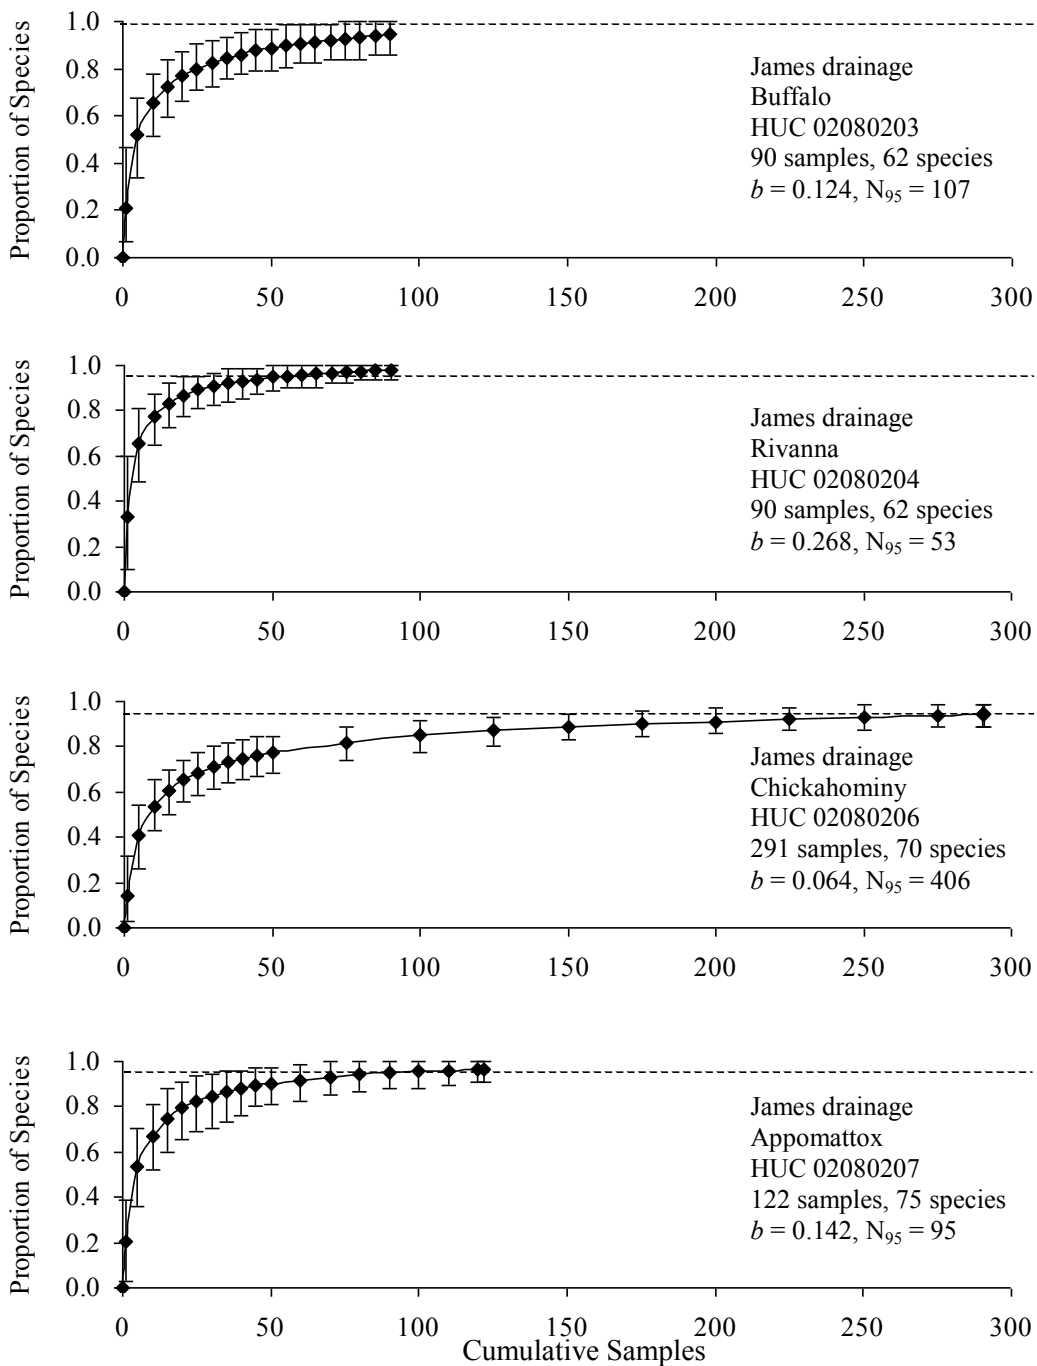 Proportion of Species
1.0
0.8
0.6
0.4
0.2
0.0
0 50 100 150 200 250 300
James drainage
Buffalo
HUC 02080203
90 samples, 62 species
b = 0.124, N₉₅ = 107
Proportion of Species
1.0
0.8
0.6
0.4
0.2
0.0
0 50 100 150 200 250 300
James drainage
Rivanna
HUC 02080204
90 samples, 62 species
b = 0.268, N₉₅ = 53
Proportion of Species
1.0
0.8
0.6
0.4
0.2
0.0
0 50 100 150 200 250 300
James drainage
Chickahominy
HUC 02080206
291 samples, 70 species
b = 0.064, N₉₅ = 406
Proportion of Species
1.0
0.8
0.6
0.4
0.2
0.0
0 50 100 150 200 250 300
James drainage
Appomattox
HUC 02080207
122 samples, 75 species
b = 0.142, N₉₅ = 95
Cumulative Samples